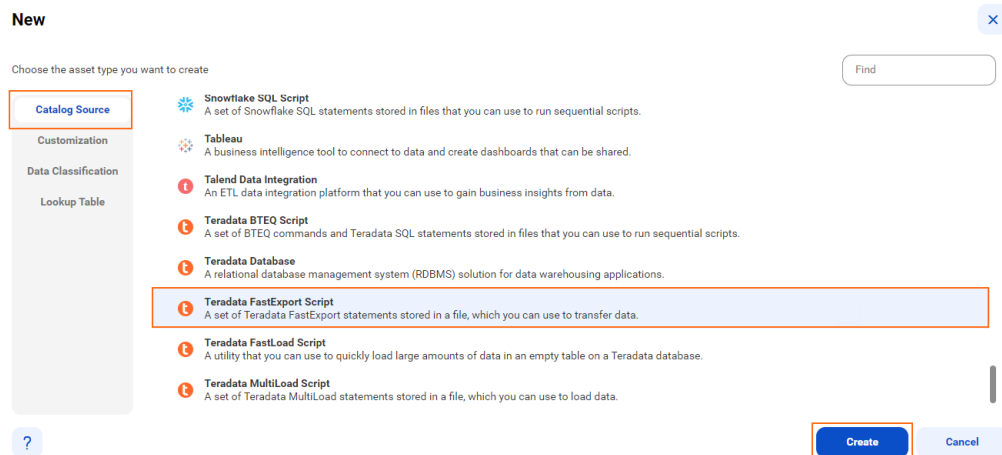 New
Choose the asset type you want to create
Find
Catalog Source
Customization
Data Classification
Lookup Table
Snowflake SQL Script
A set of Snowflake SQL statements stored in files that you can use to run sequential scripts.
Tableau
A business intelligence tool to connect to data and create dashboards that can be shared.
Talend Data Integration
An ETL data integration platform that you can use to gain business insights from data.
Teradata BTEQ Script
A set of BTEQ commands and Teradata SQL statements stored in files that you can use to run sequential scripts.
Teradata Database
A relational database management system (RDBMS) solution for data warehousing applications.
Teradata FastExport Script
A set of Teradata FastExport statements stored in a file, which you can use to transfer data.
Teradata FastLoad Script
A utility that you can use to quickly load large amounts of data in an empty table on a Teradata database.
Teradata MultiLoad Script
A set of Teradata MultiLoad statements stored in a file, which you can use to load data.
?
Create
Cancel